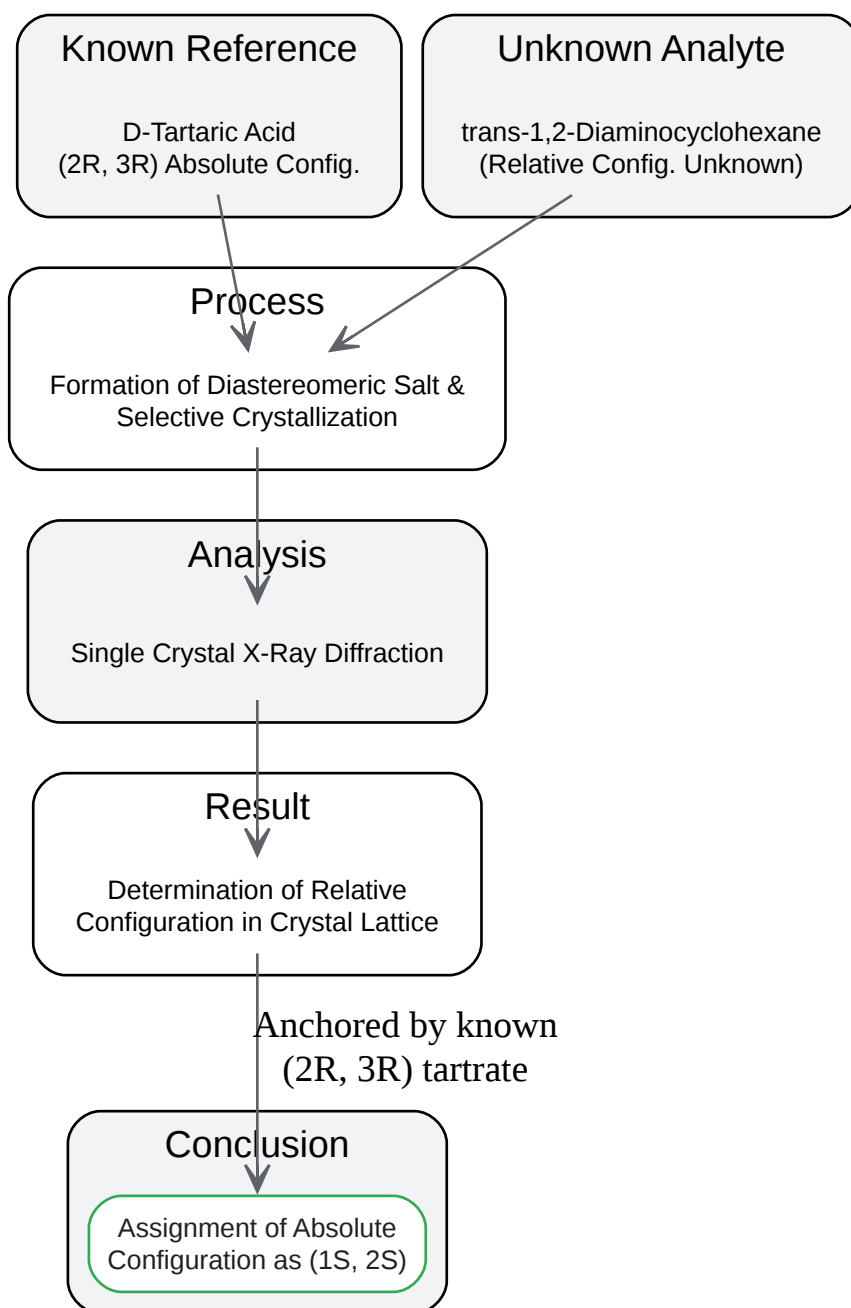 Known Reference
D-Tartaric Acid
(2R, 3R) Absolute Config.
Unknown Analyte
trans-1,2-Diaminocyclohexane
(Relative Config. Unknown)
Process
Formation of Diastereomeric Salt &
Selective Crystallization
Analysis
Single Crystal X-Ray Diffraction
Result
Determination of Relative
Configuration in Crystal Lattice
Anchored by known
(2R, 3R) tartrate
Conclusion
Assignment of Absolute
Configuration as (1S, 2S)